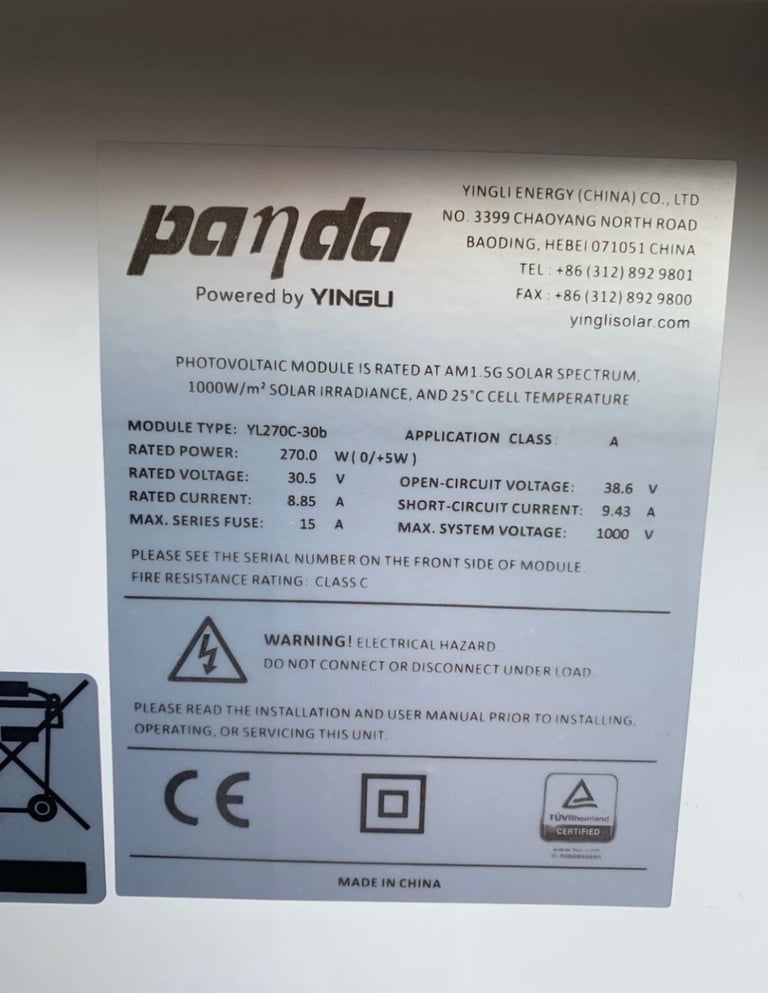 paηda
Powered by YINGLI
YINGLI ENERGY (CHINA) CO., LTD
NO. 3399 CHAOYANG NORTH ROAD
BAODING, HEBEI 071051 CHINA
TEL : +86 (312) 892 9801
FAX : +86 (312) 892 9800
yinglisolar.com
PHOTOVOLTAIC MODULE IS RATED AT AM1.5G SOLAR SPECTRUM,
1000W/m² SOLAR IRRADIANCE, AND 25°C CELL TEMPERATURE
MODULE TYPE: YL270C-30b APPLICATION CLASS: A
RATED POWER: 270.0 W ( 0/+5W )
RATED VOLTAGE: 30.5 V OPEN-CIRCUIT VOLTAGE: 38.6 V
RATED CURRENT: 8.85 A SHORT-CIRCUIT CURRENT: 9.43 A
MAX. SERIES FUSE: 15 A MAX. SYSTEM VOLTAGE: 1000 V
PLEASE SEE THE SERIAL NUMBER ON THE FRONT SIDE OF MODULE.
FIRE RESISTANCE RATING: CLASS C
WARNING! ELECTRICAL HAZARD
DO NOT CONNECT OR DISCONNECT UNDER LOAD
PLEASE READ THE INSTALLATION AND USER MANUAL PRIOR TO INSTALLING,
OPERATING, OR SERVICING THIS UNIT.
CE
TÜVRheinland
CERTIFIED
MADE IN CHINA